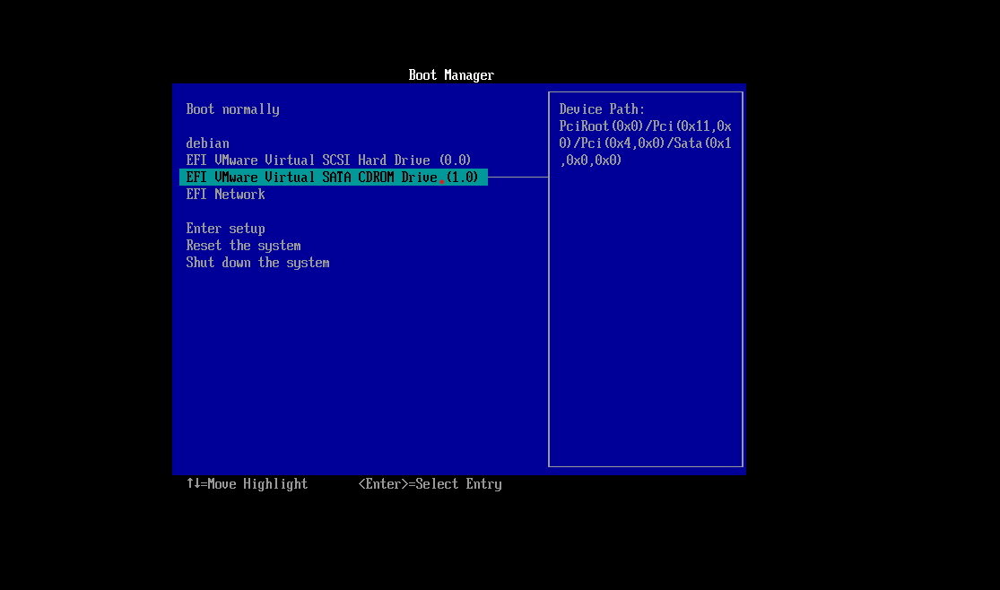 Boot Manager
Boot normally
debian
EFI VMware Virtual SCSI Hard Drive (0.0)
EFI VMware Virtual SATA CDROM Drive (1.0)
EFI Network
Enter setup
Reset the system
Shut down the system
Device Path:
PciRoot(0x0)/Pci(0x11,0x
0)/Pci(0x4,0x0)/Sata(0x1
,0x0,0x0)
↑↓=Move Highlight
<Enter>=Select Entry